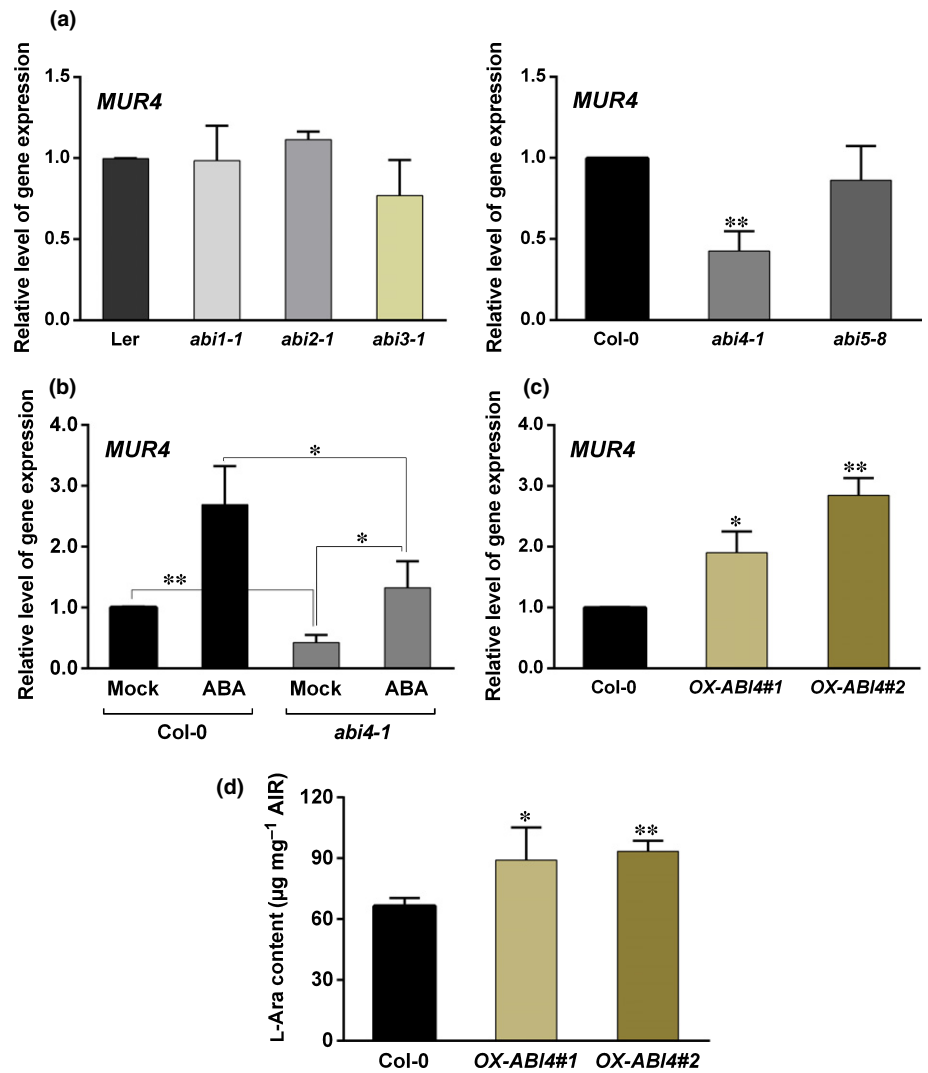 (a)
Relative level of gene expression
1.5
1.0
0.5
0.0
MUR4
Ler abi1-1 abi2-1 abi3-1
Relative level of gene expression
1.5
1.0
0.5
0.0
MUR4
**
Col-0 abi4-1 abi5-8
(b)
Relative level of gene expression
4.0
3.0
2.0
1.0
0.0
MUR4
*
*
**
Mock ABA Mock ABA
Col-0 abi4-1
(c)
Relative level of gene expression
4.0
3.0
2.0
1.0
0.0
MUR4
*
**
Col-0 OX-ABI4#1 OX-ABI4#2
(d)
L-Ara content (µg mg⁻¹ AIR)
120
90
60
30
0
*
**
Col-0 OX-ABI4#1 OX-ABI4#2